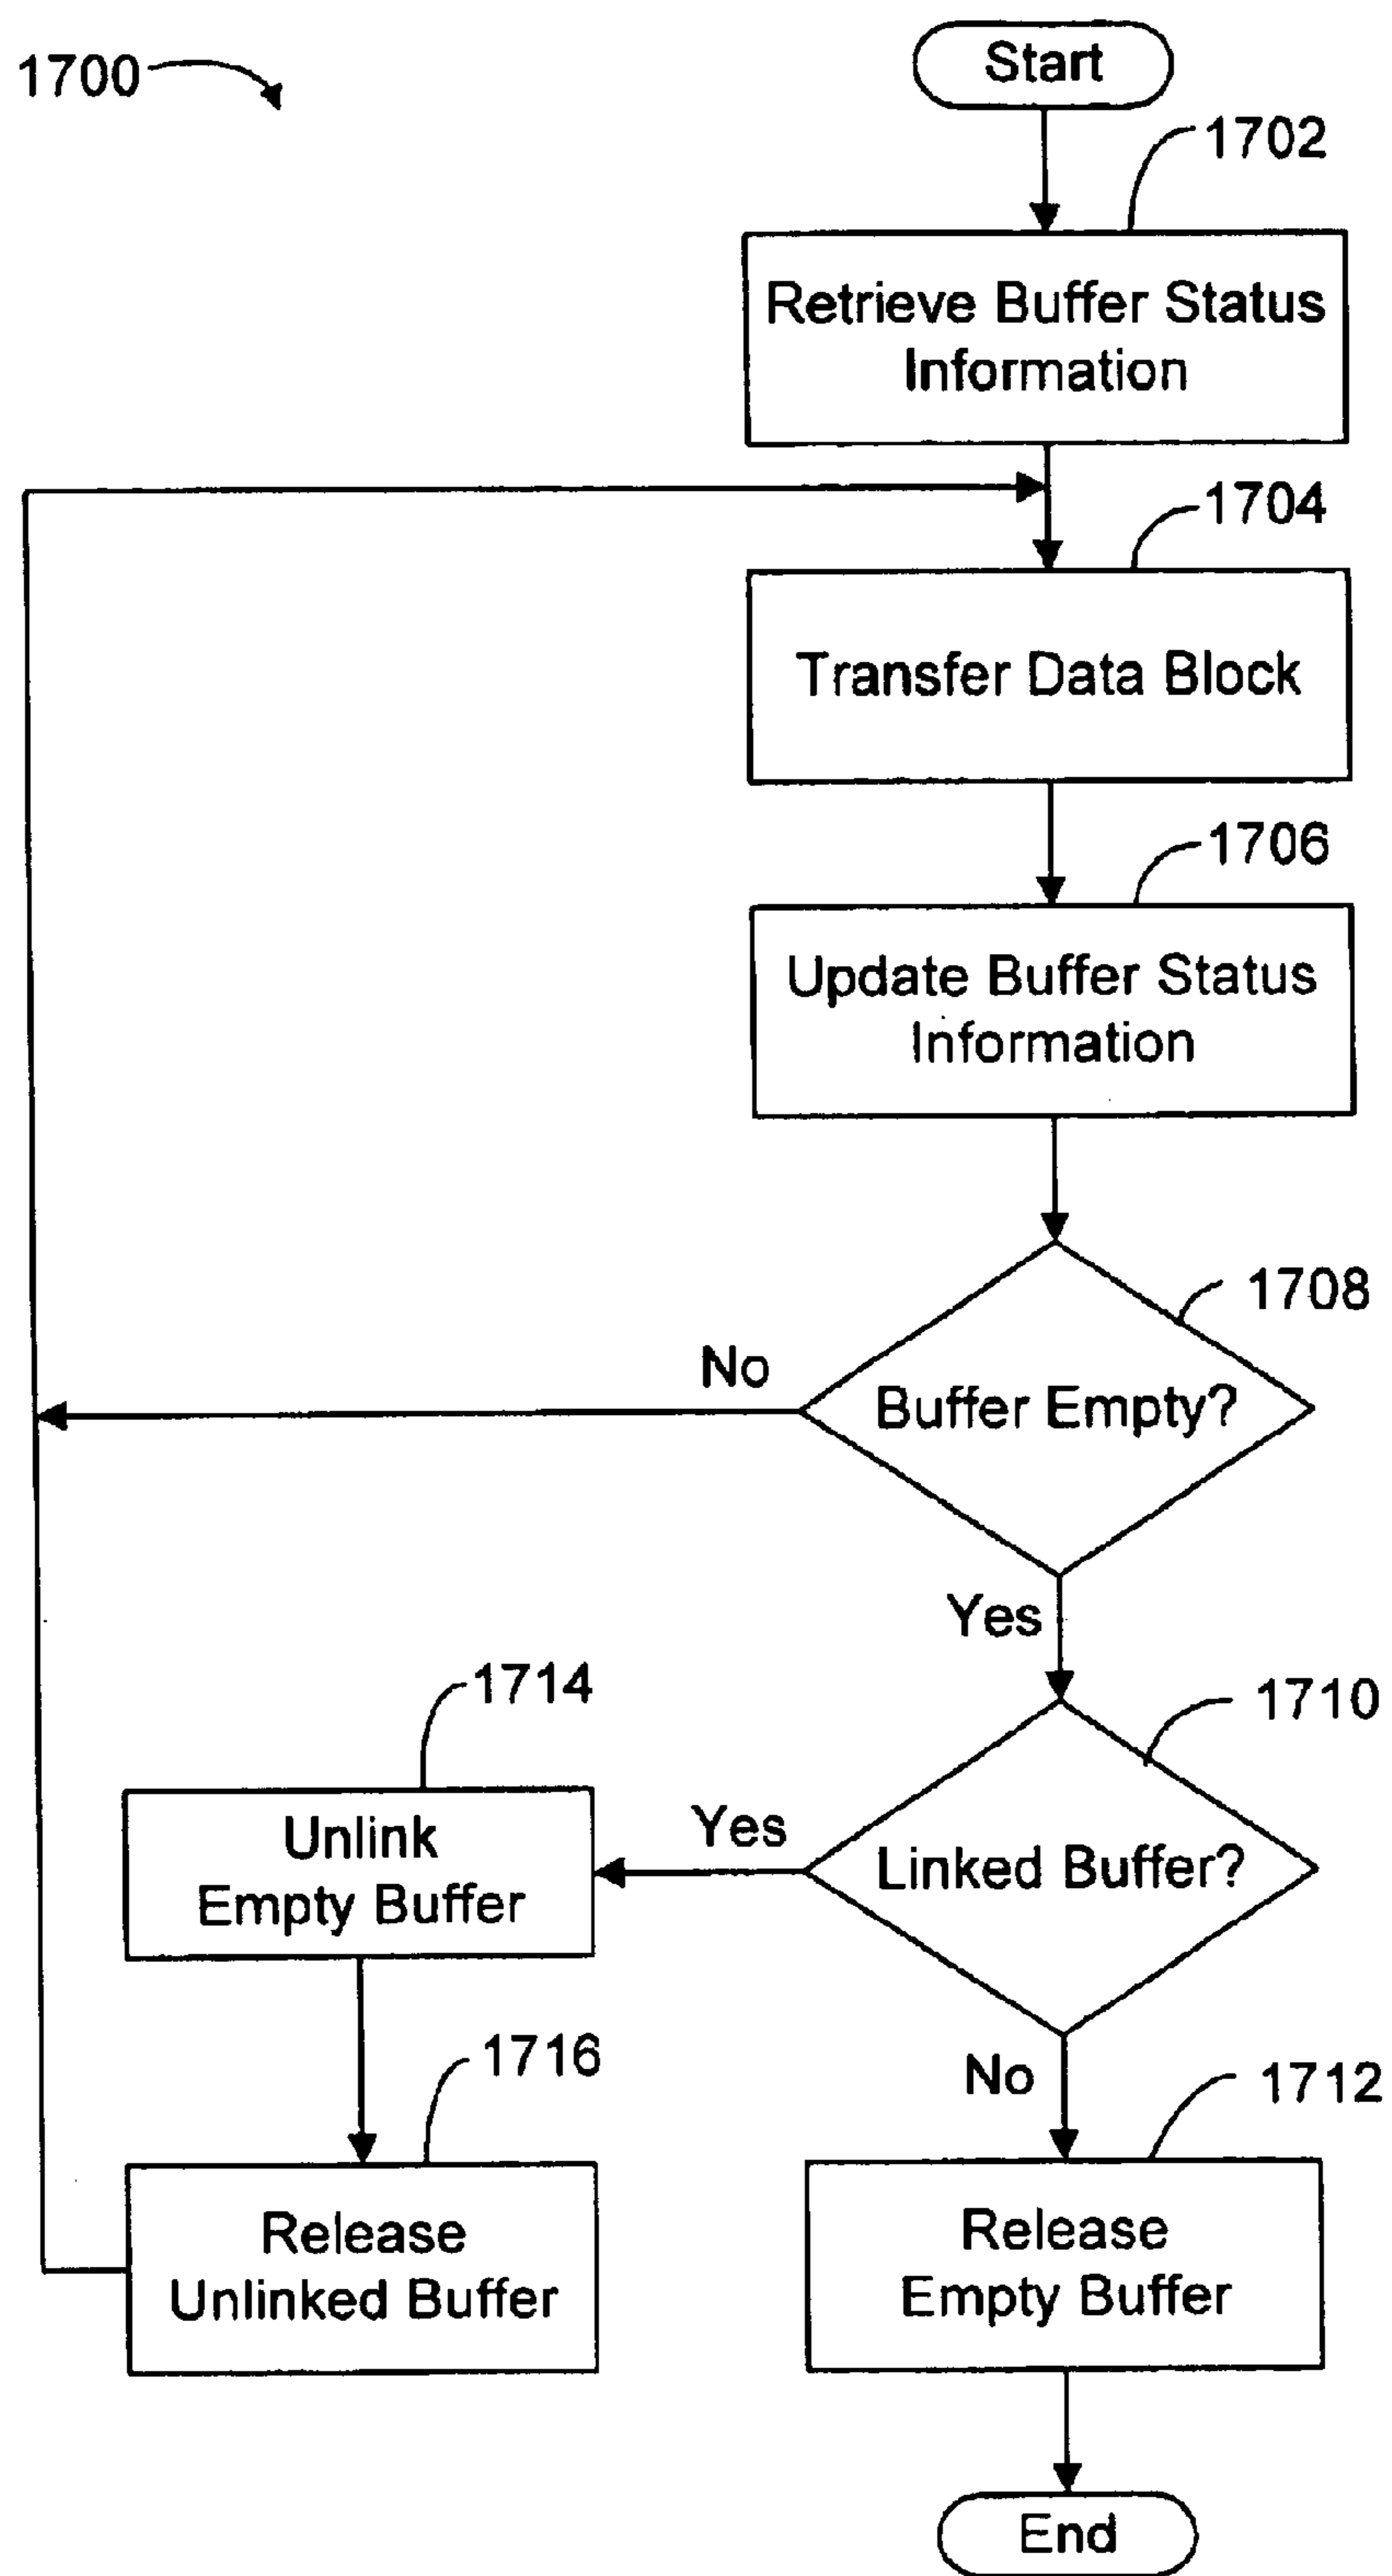 1700
Start
1702
Retrieve Buffer Status
Information
1704
Transfer Data Block
1706
Update Buffer Status
Information
1708
No
Buffer Empty?
Yes
1714
1710
Unlink
Empty Buffer
Yes
Linked Buffer?
1716
No
1712
Release
Unlinked Buffer
Release
Empty Buffer
End